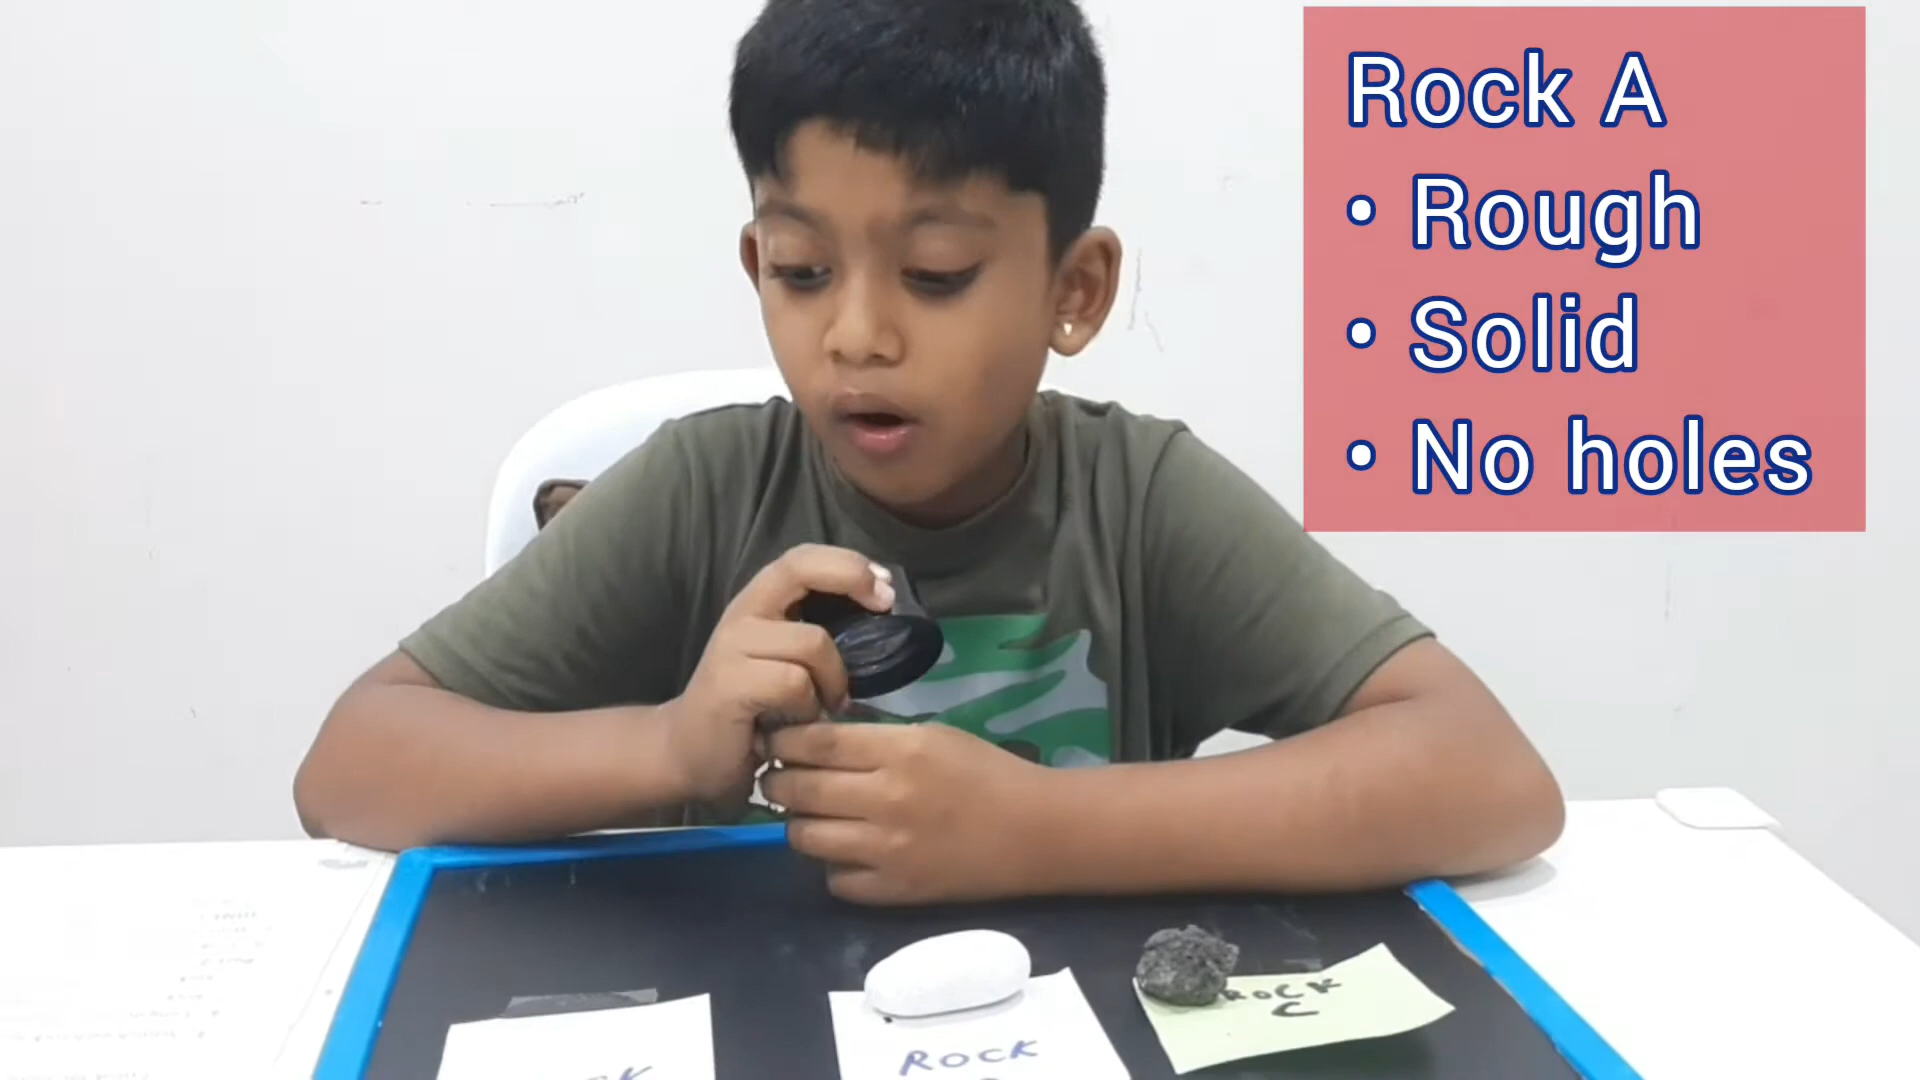 Rock A
• Rough
• Solid
• No holes
ROCK
C
ROCK